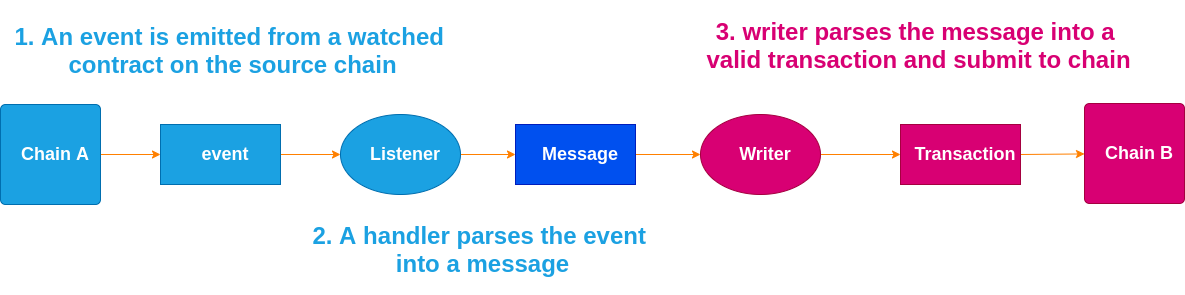 1. An event is emitted from a watched
contract on the source chain
3. writer parses the message into a
valid transaction and submit to chain
Chain A
event
Listener
Message
Writer
Transaction
Chain B
2. A handler parses the event
into a message